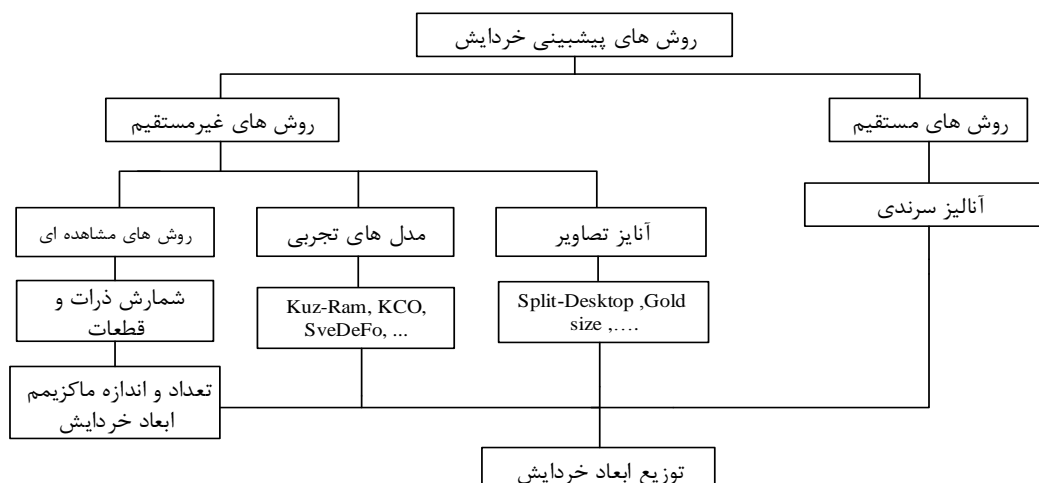 روش های پیشبینی خردایش
روش های غیرمستقیم
روش های مستقیم
آنالیز سرندی
آنایز تصاویر
مدل های تجربی
روش های مشاهده ای
Split-Desktop ,Gold
size ,….
Kuz-Ram, KCO,
SveDeFo, ...
شمارش ذرات و
قطعات
تعداد و اندازه ماکزیمم
ابعاد خردایش
توزیع ابعاد خردایش